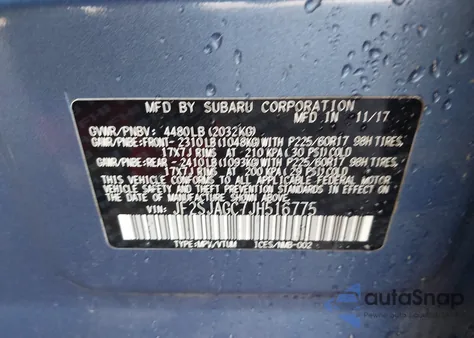 MFD BY SUBARU CORPORATION IN 11/17
GVWR/PNBV: 4480LB(2032KG)
GAWR/PNBE:FRONT-2310LB(1048KG)WITH P225/60R17 98H TIRES,
17X7J RIMS AT 210 KPA(30 PSI)COLD
GAWR/PNBE:REAR -2410LB(1093KG)WITH P225/60R17 98H TIRES,
17X7J RIMS AT 200 KPA(29 PSI)COLD
THIS VEHICLE CONFORMS TO ALL APPLICABLE FEDERAL MOTOR
VEHICLE SAFETY AND BUMPER STANDARDS IN EFFECT ON THE DATE
OF MANUFACTURE SHOWN ABOVE.
VIN: JF2SJAGC7JH516775
TYPE:MPV/VTUM ICES/NMB-002
autaSnap